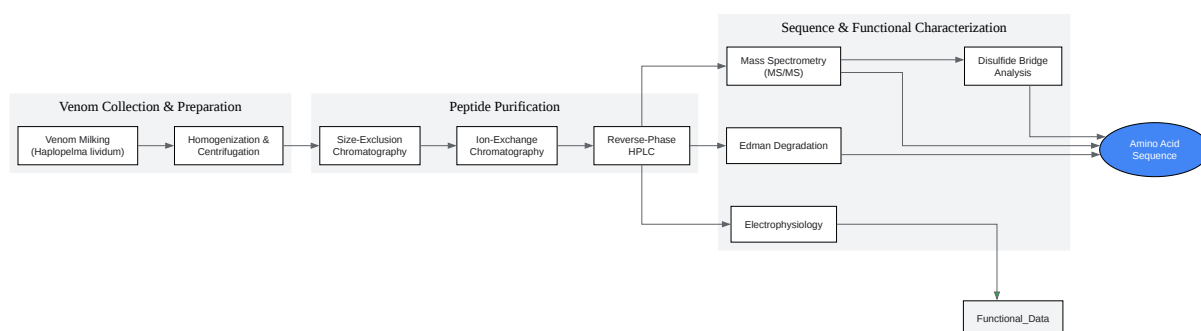 Sequence & Functional Characterization
Mass Spectrometry
(MS/MS)
Disulfide Bridge
Analysis
Venom Collection & Preparation
Peptide Purification
Venom Milking
(Haplopelma lividum)
Homogenization &
Centrifugation
Size-Exclusion
Chromatography
Ion-Exchange
Chromatography
Reverse-Phase
HPLC
Edman Degradation
Amino Acid
Sequence
Electrophysiology
Functional_Data